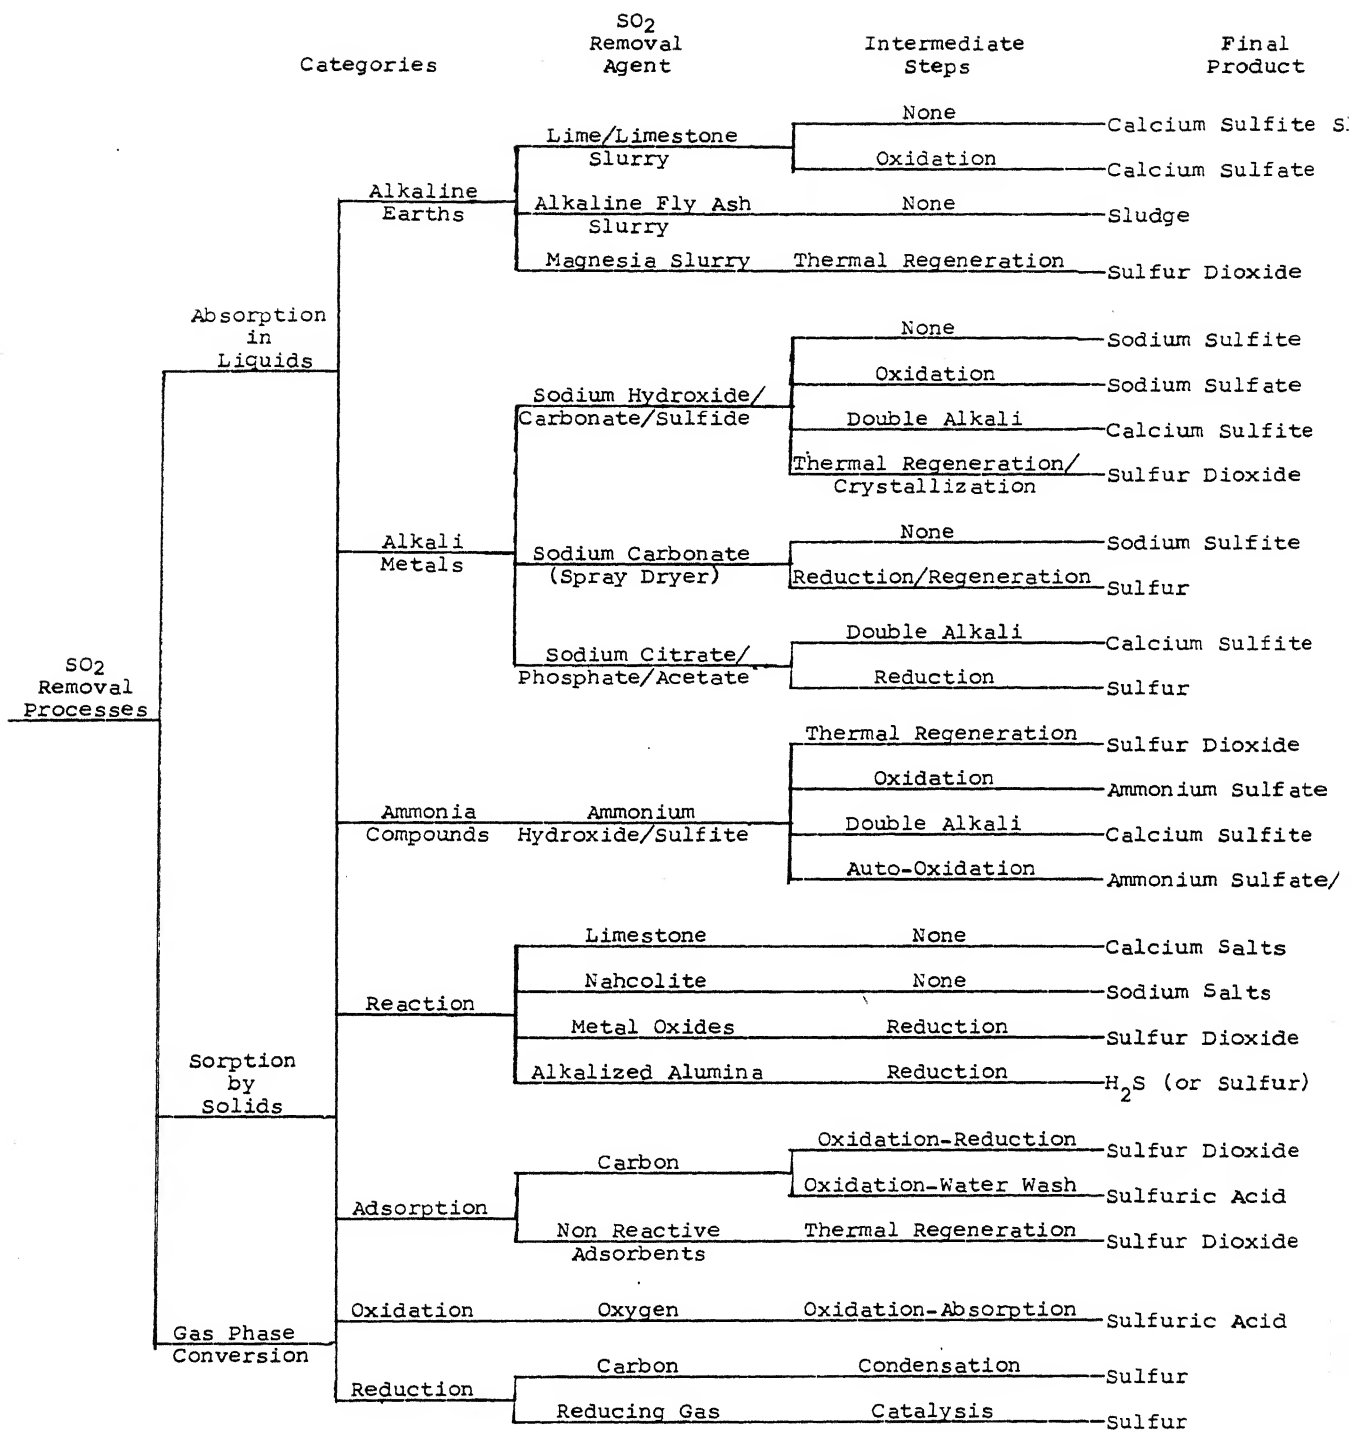 SO2
Removal
Agent
Categories
Intermediate
Steps
Final
Product
None
Calcium Sulfite
Lime/Limestone
Slurry
Oxidation
Calcium Sulfate
Alkaline
Earths
Alkaline Fly Ash
Slurry
None
Sludge
Magnesia Slurry
Thermal Regeneration
Sulfur Dioxide
Absorption
in
Liquids
None
Sodium Sulfite
Oxidation
Sodium Sulfate
Sodium Hydroxide/
Carbonate/Sulfide
Double Alkali
Calcium Sulfite
Thermal Regeneration/
Crystallization
Sulfur Dioxide
Alkali
Metals
None
Sodium Sulfite
Sodium Carbonate
(Spray Dryer)
Reduction/Regeneration
Sulfur
Double Alkali
Calcium Sulfite
Sodium Citrate/
Phosphate/Acetate
Reduction
Sulfur
SO2
Removal
Processes
Thermal Regeneration
Sulfur Dioxide
Oxidation
Ammonium Sulfate
Ammonia
Compounds
Ammonium
Hydroxide/Sulfite
Double Alkali
Calcium Sulfite
Auto-Oxidation
Ammonium Sulfate/
Limestone
None
Calcium Salts
Reaction
Nahcolite
None
Sodium Salts
Metal Oxides
Reduction
Sulfur Dioxide
Alkalized Alumina
Reduction
H2S (or Sulfur)
Sorption
by
Solids
Oxidation-Reduction
Sulfur Dioxide
Carbon
Oxidation-Water Wash
Sulfuric Acid
Adsorption
Non Reactive
Adsorbents
Thermal Regeneration
Sulfur Dioxide
Oxidation
Oxygen
Oxidation-Absorption
Sulfuric Acid
Gas Phase
Conversion
Carbon
Condensation
Sulfur
Reduction
Reducing Gas
Catalysis
Sulfur